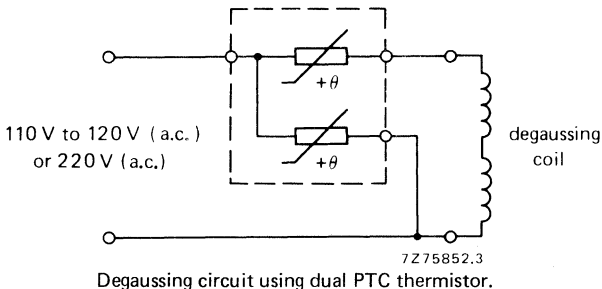 +θ
110 V to 120 V (a.c.)
or 220 V (a.c.)
+θ
degaussing
coil
7Z75852.3
Degaussing circuit using dual PTC thermistor.